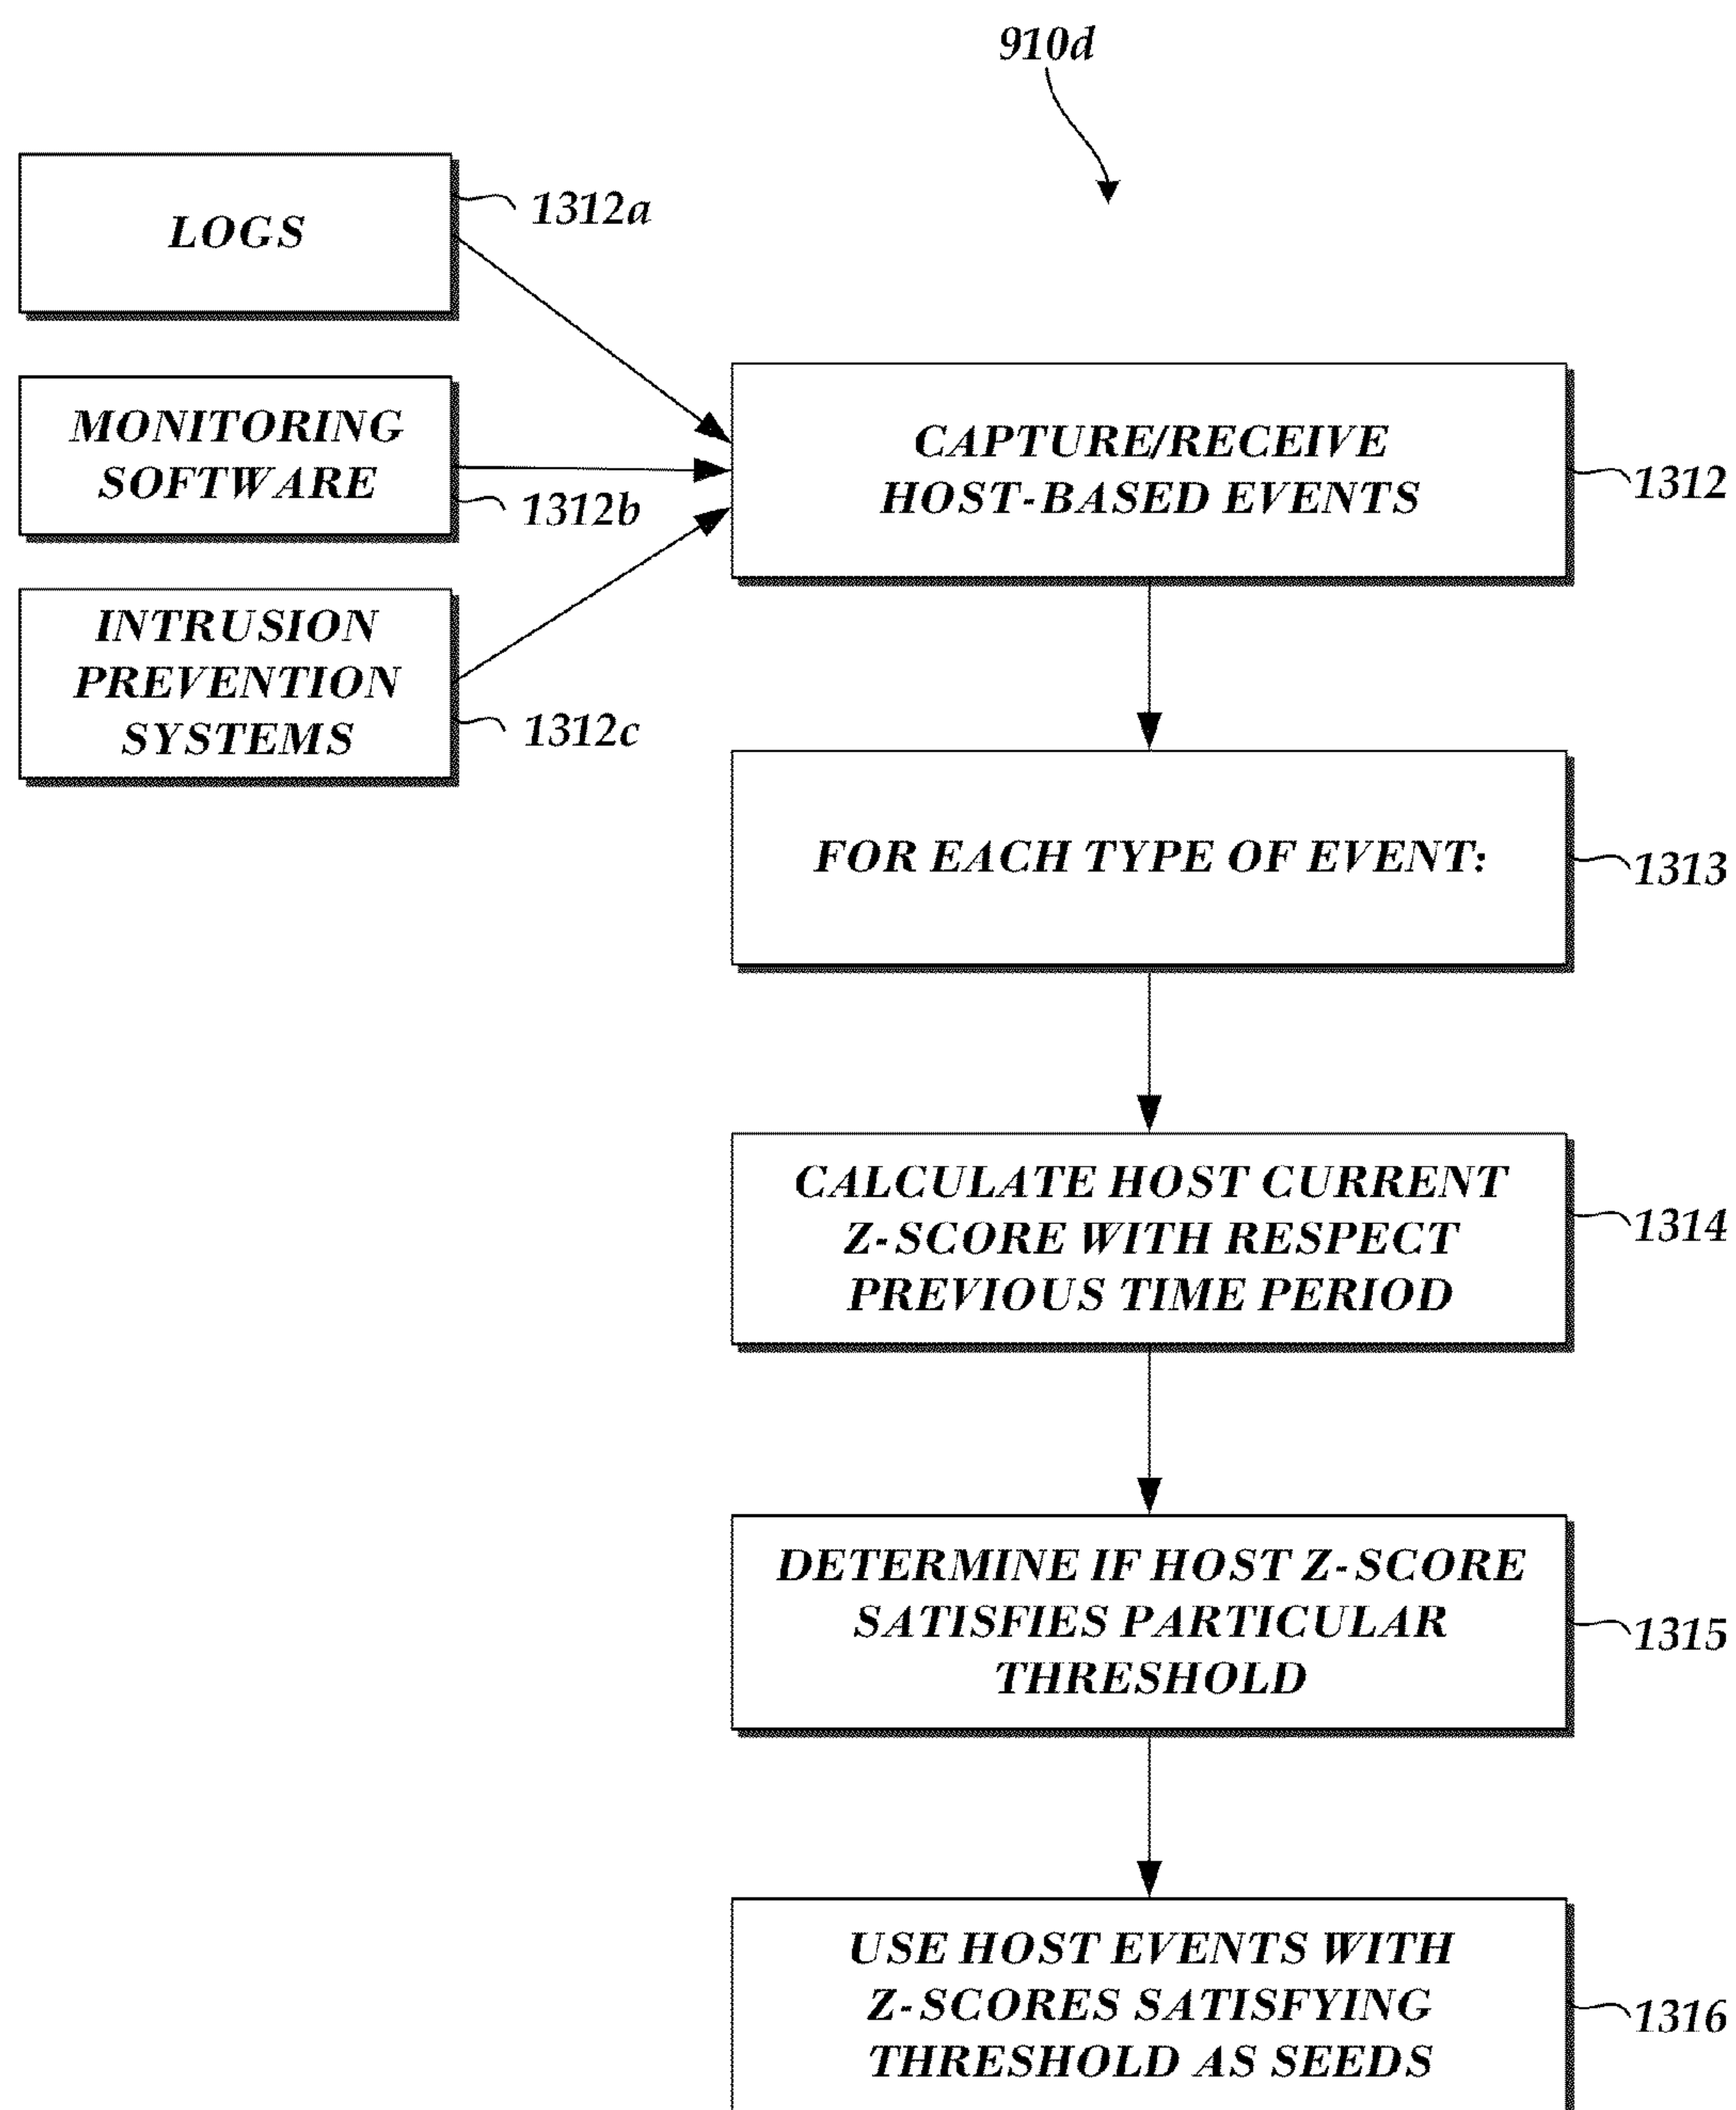 910d
LOGS
1312a
MONITORING
SOFTWARE
1312b
INTRUSION
PREVENTION
SYSTEMS
1312c
CAPTURE/RECEIVE
HOST-BASED EVENTS
1312
FOR EACH TYPE OF EVENT:
1313
CALCULATE HOST CURRENT
Z-SCORE WITH RESPECT
PREVIOUS TIME PERIOD
1314
DETERMINE IF HOST Z-SCORE
SATISFIES PARTICULAR
THRESHOLD
1315
USE HOST EVENTS WITH
Z-SCORES SATISFYING
THRESHOLD AS SEEDS
1316